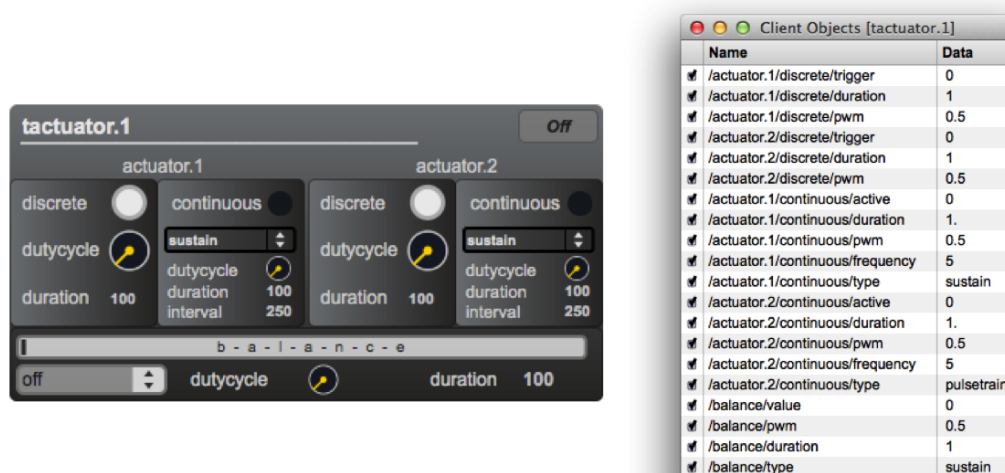 tactuator.1
Off
actuator.1 actuator.2
discrete continuous discrete continuous
sustain sustain
dutycycle dutycycle dutycycle dutycycle
duration 100 duration 100 duration 100 duration 100
interval 250 interval 250
b - a - l - a - n - c - e
off dutycycle duration 100
Client Objects [tactuator.1]
Name Data
/actuator.1/discrete/trigger 0
/actuator.1/discrete/duration 1
/actuator.1/discrete/pwm 0.5
/actuator.2/discrete/trigger 0
/actuator.2/discrete/duration 1
/actuator.2/discrete/pwm 0.5
/actuator.1/continuous/active 0
/actuator.1/continuous/duration 1.
/actuator.1/continuous/pwm 0.5
/actuator.1/continuous/frequency 5
/actuator.1/continuous/type sustain
/actuator.2/continuous/active 0
/actuator.2/continuous/duration 1.
/actuator.2/continuous/pwm 0.5
/actuator.2/continuous/frequency 5
/actuator.2/continuous/type pulsetrain
/balance/value 0
/balance/pwm 0.5
/balance/duration 1
/balance/type sustain